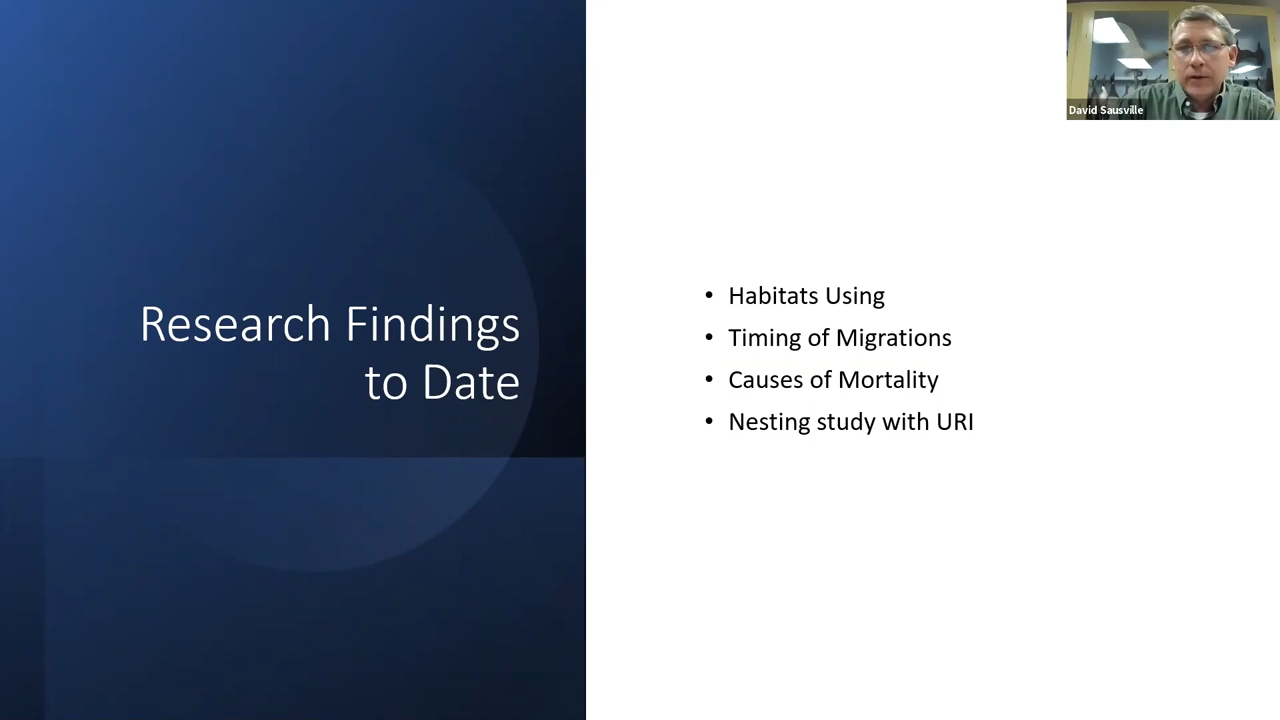 David Sausville
Research Findings
to Date
• Habitats Using
• Timing of Migrations
• Causes of Mortality
• Nesting study with URI